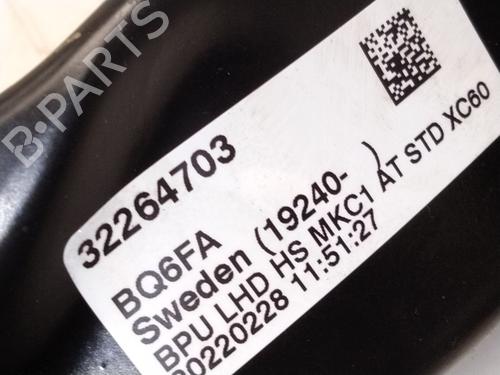 B-PARTS
32264703
BQ6FA
Sweden (19240- )
BPU LHD HS MKC1 AT STD XC60
20220228 11:51:27